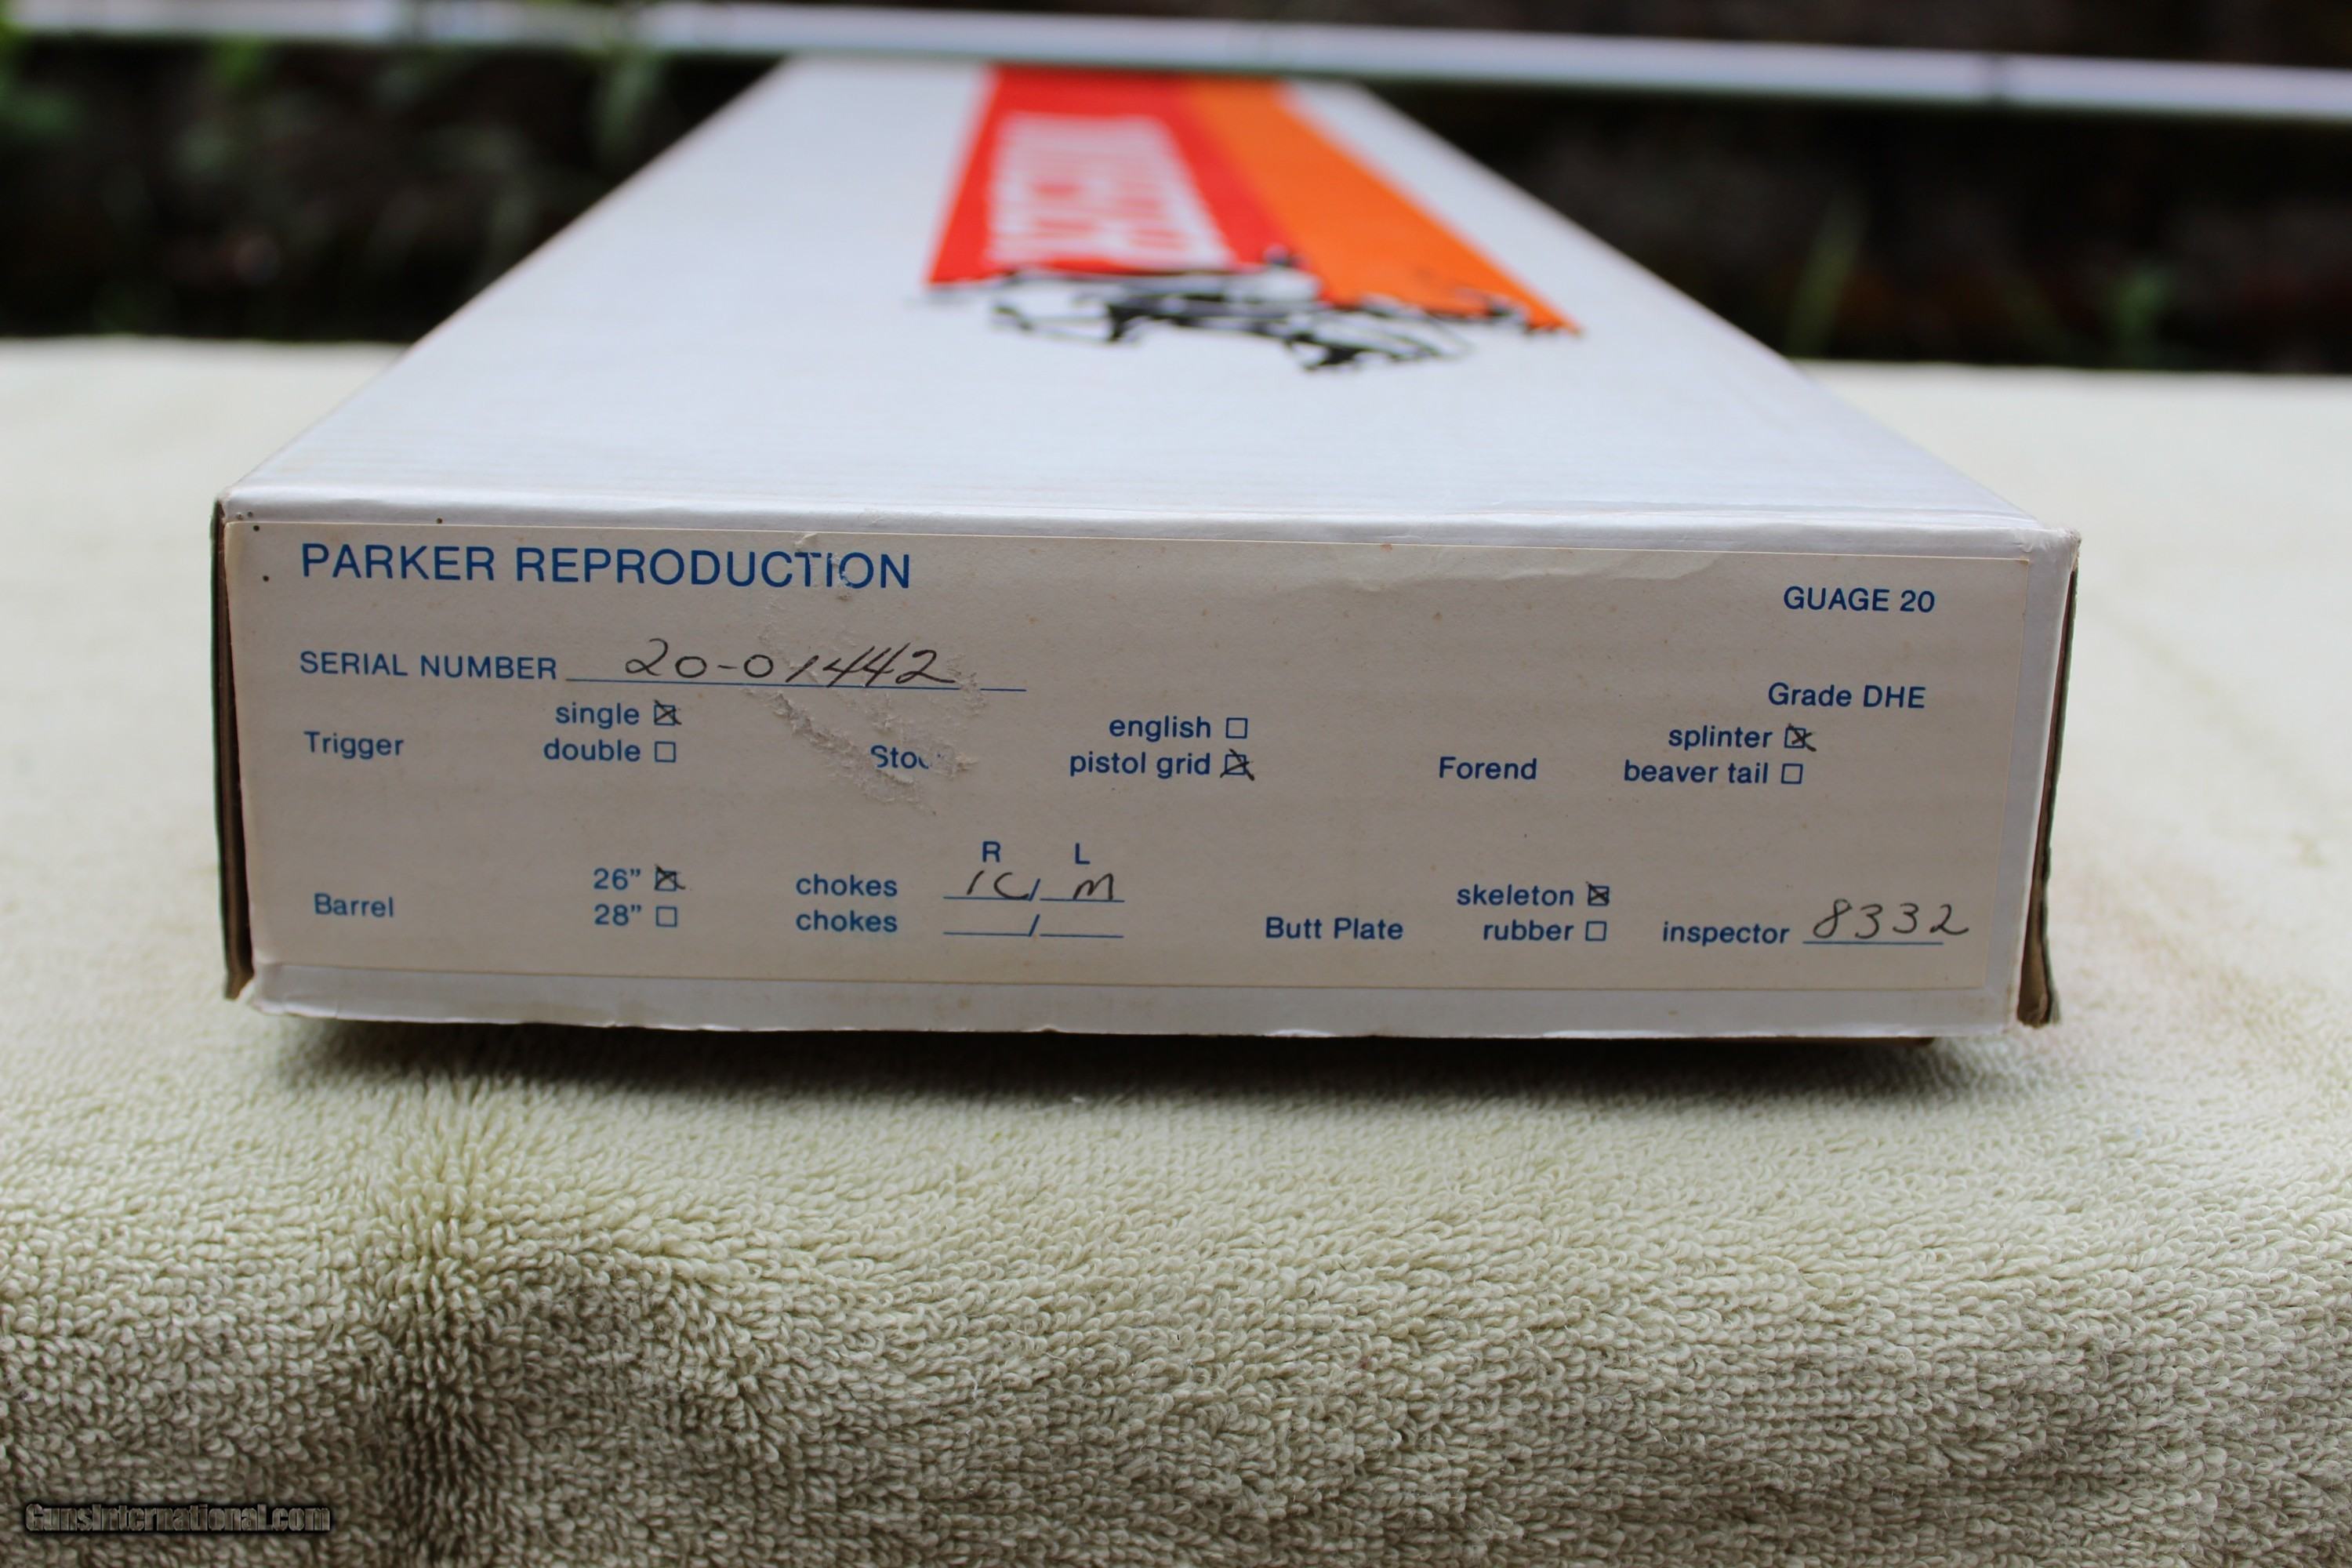 PARKER REPRODUCTION
GUAGE 20
SERIAL NUMBER 20-01442
Grade DHE
Trigger single ☒
double ☐
english ☐
pistol grid ☒
Forend splinter ☒
beaver tail ☐
R L
Barrel 26” ☒ chokes IC/M
28” ☐ chokes /
Butt Plate skeleton ☒
rubber ☐
inspector 8332
GunsInternational.com